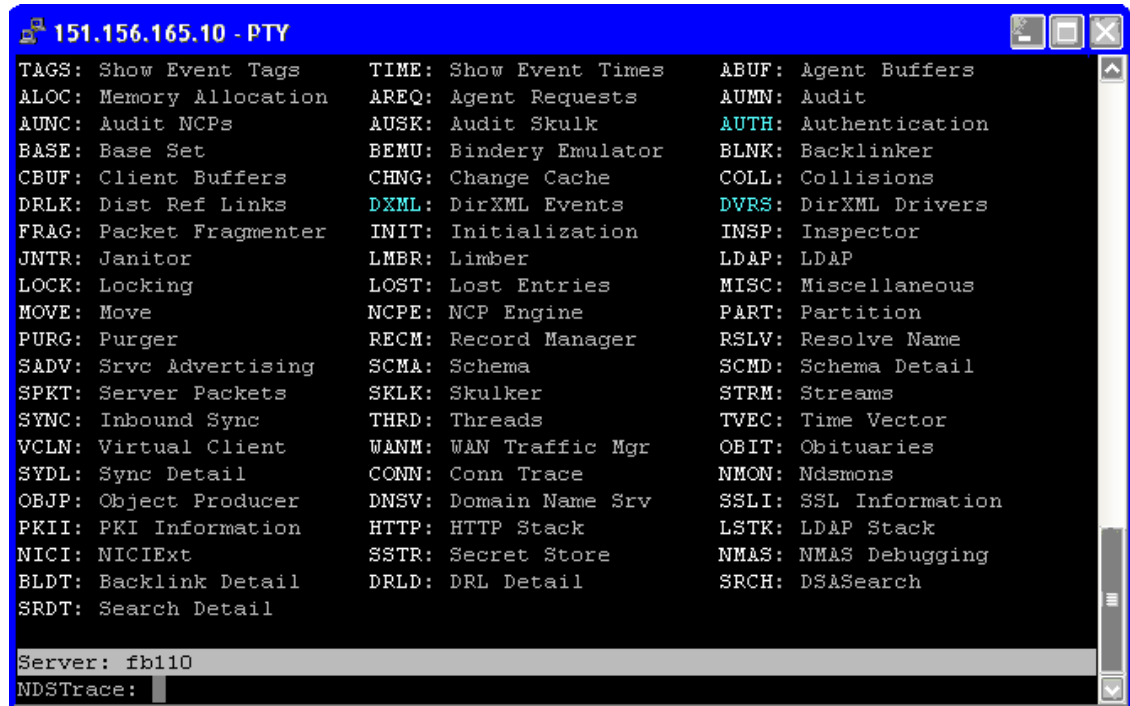 151.156.165.10 - PTY
TAGS: Show Event Tags TIME: Show Event Times ABUF: Agent Buffers
ALOC: Memory Allocation AREQ: Agent Requests AUMN: Audit
AUNC: Audit NCPs AUSK: Audit Skulk AUTH: Authentication
BASE: Base Set BEMU: Bindery Emulator BLNK: Backlinker
CBUF: Client Buffers CHNG: Change Cache COLL: Collisions
DRLK: Dist Ref Links DXML: DirXML Events DVRS: DirXML Drivers
FRAG: Packet Fragmenter INIT: Initialization INSP: Inspector
JNTR: Janitor LMBR: Limber LDAP: LDAP
LOCK: Locking LOST: Lost Entries MISC: Miscellaneous
MOVE: Move NCPE: NCP Engine PART: Partition
PURG: Purger RECM: Record Manager RSLV: Resolve Name
SADV: Srvc Advertising SCMA: Schema SCMD: Schema Detail
SPKT: Server Packets SKLK: Skulker STRM: Streams
SYNC: Inbound Sync THRD: Threads TVEC: Time Vector
VCLN: Virtual Client WANM: WAN Traffic Mgr OBIT: Obituaries
SYDL: Sync Detail CONN: Conn Trace NMON: Ndsmons
OBJP: Object Producer DNSV: Domain Name Srv SSLI: SSL Information
PKII: PKI Information HTTP: HTTP Stack LSTK: LDAP Stack
NICI: NICIExt SSTR: Secret Store NMAS: NMAS Debugging
BLDT: Backlink Detail DRLD: DRL Detail SRCH: DSASearch
SRDT: Search Detail
Server: fb110
NDSTrace: